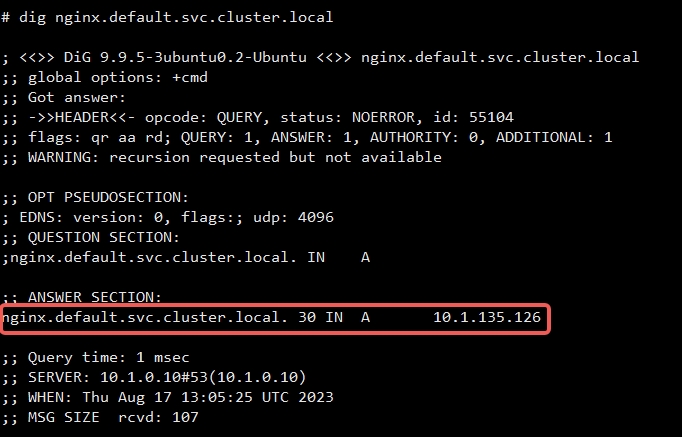 # dig nginx.default.svc.cluster.local
; <<>> DiG 9.9.5-3ubuntu0.2-Ubuntu <<>> nginx.default.svc.cluster.local
;; global options: +cmd
;; Got answer:
;; ->>HEADER<<- opcode: QUERY, status: NOERROR, id: 55104
;; flags: qr aa rd; QUERY: 1, ANSWER: 1, AUTHORITY: 0, ADDITIONAL: 1
;; WARNING: recursion requested but not available
;; OPT PSEUDOSECTION:
; EDNS: version: 0, flags:; udp: 4096
;; QUESTION SECTION:
;nginx.default.svc.cluster.local. IN    A
;; ANSWER SECTION:
nginx.default.svc.cluster.local. 30 IN  A       10.1.135.126
;; Query time: 1 msec
;; SERVER: 10.1.0.10#53(10.1.0.10)
;; WHEN: Thu Aug 17 13:05:25 UTC 2023
;; MSG SIZE  rcvd: 107